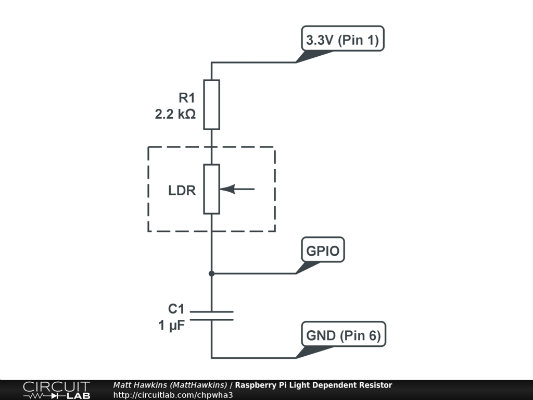 3.3V (Pin 1)
R1
2.2 kΩ
LDR
GPIO
C1
1 µF
GND (Pin 6)
CIRCUIT
LAB
Matt Hawkins (MattHawkins) / Raspberry Pi Light Dependent Resistor
http://circuitlab.com/chpwha3